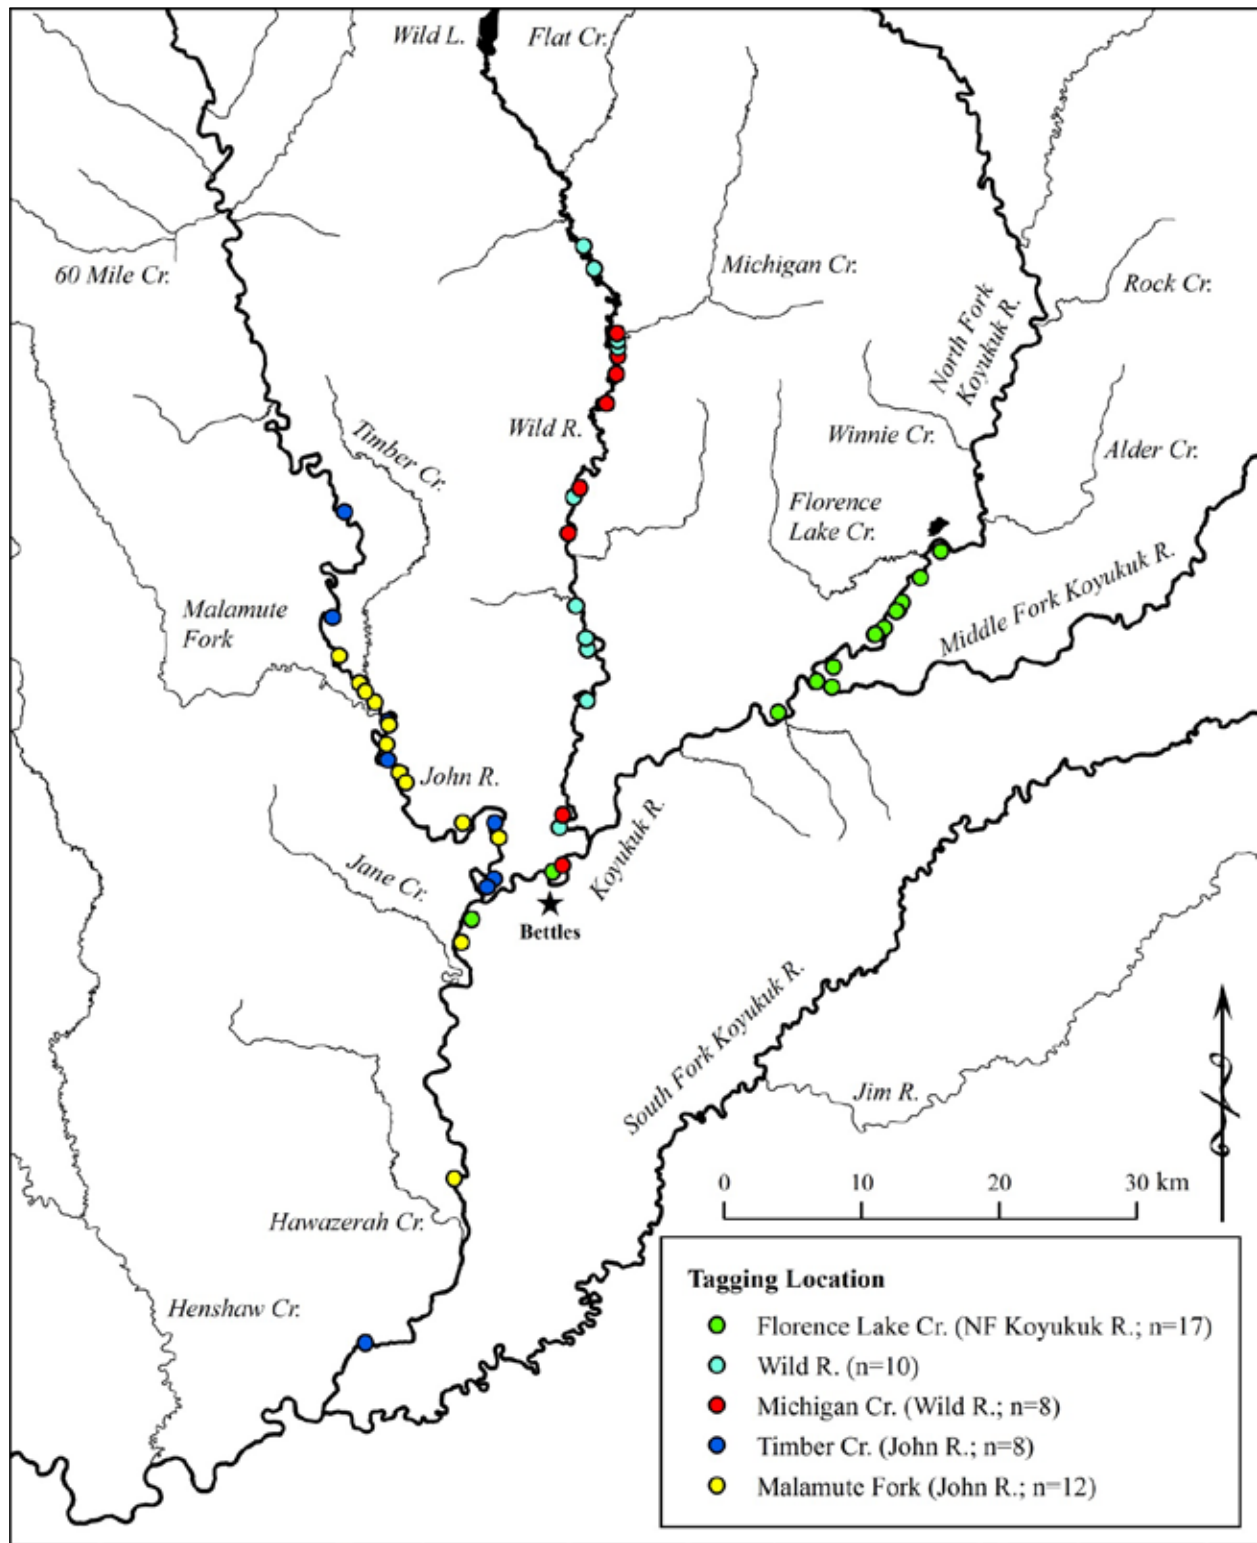 Wild L.
Flat Cr.
60 Mile Cr.
Michigan Cr.
Rock Cr.
North Fork
Koyukuk R.
Timber Cr.
Wild R.
Winnie Cr.
Alder Cr.
Florence
Lake Cr.
Middle Fork Koyukuk R.
Malamute
Fork
John R.
Koyukuk R.
Jane Cr.
Bettles
South Fork Koyukuk R.
Jim R.
Hawazerah Cr.
Henshaw Cr.
0 10 20 30 km
Tagging Location
Florence Lake Cr. (NF Koyukuk R.; n=17)
Wild R. (n=10)
Michigan Cr. (Wild R.; n=8)
Timber Cr. (John R.; n=8)
Malamute Fork (John R.; n=12)